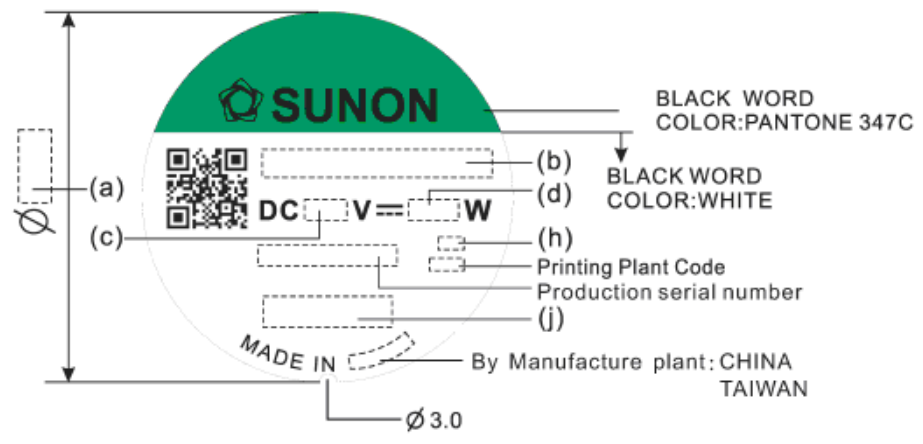 SUNON
BLACK WORD
COLOR:PANTONE 347C
(b)
(a)
(d)
BLACK WORD
COLOR:WHITE
DC V W
(c)
(h)
Printing Plant Code
Production serial number
(j)
MADE IN
By Manufacture plant: CHINA
TAIWAN
Ø
Ø 3.0